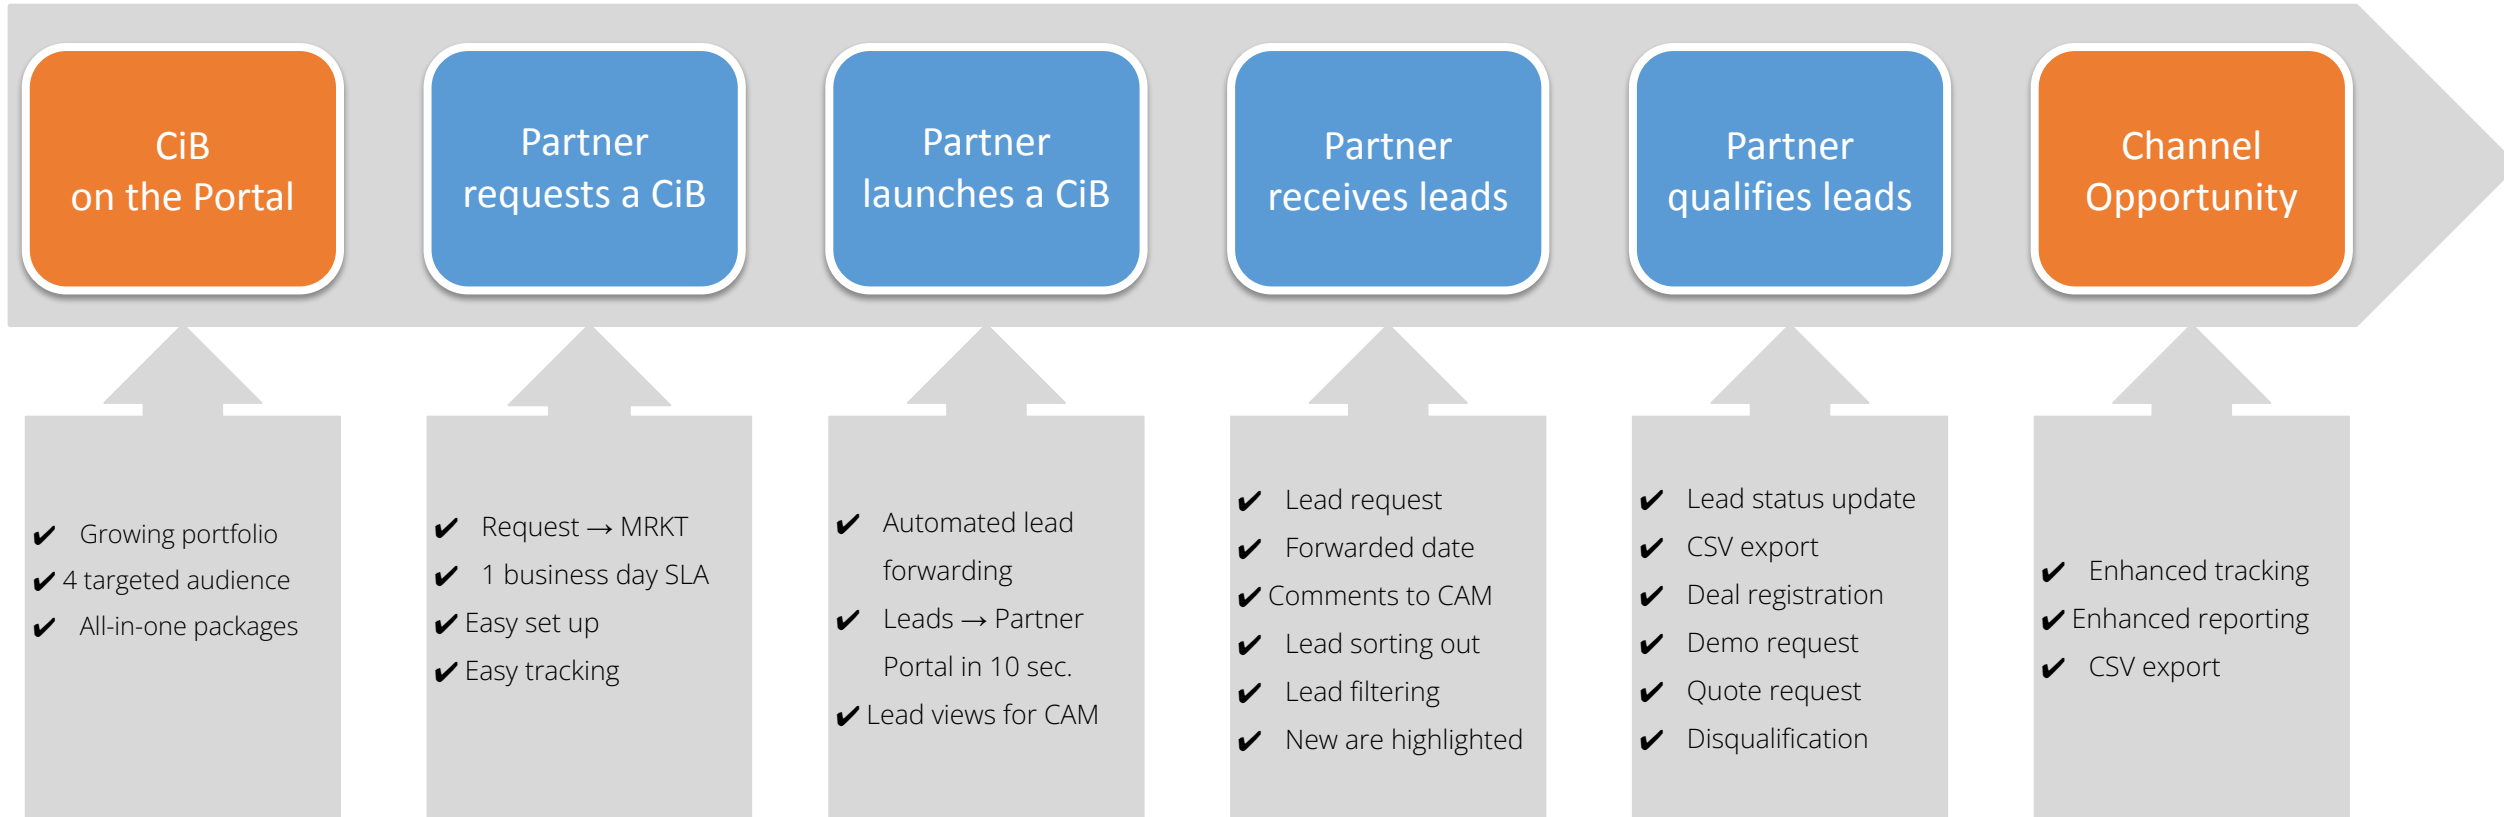 CiB
on the Portal
Partner
requests a CiB
Partner
launches a CiB
Partner
receives leads
Partner
qualifies leads
Channel
Opportunity
✔ Growing portfolio
✔ 4 targeted audience
✔ All-in-one packages
✔ Request → MRKT
✔ 1 business day SLA
✔ Easy set up
✔ Easy tracking
✔ Automated lead
forwarding
✔ Leads → Partner
Portal in 10 sec.
✔ Lead views for CAM
✔ Lead request
✔ Forwarded date
✔ Comments to CAM
✔ Lead sorting out
✔ Lead filtering
✔ New are highlighted
✔ Lead status update
✔ CSV export
✔ Deal registration
✔ Demo request
✔ Quote request
✔ Disqualification
✔ Enhanced tracking
✔ Enhanced reporting
✔ CSV export